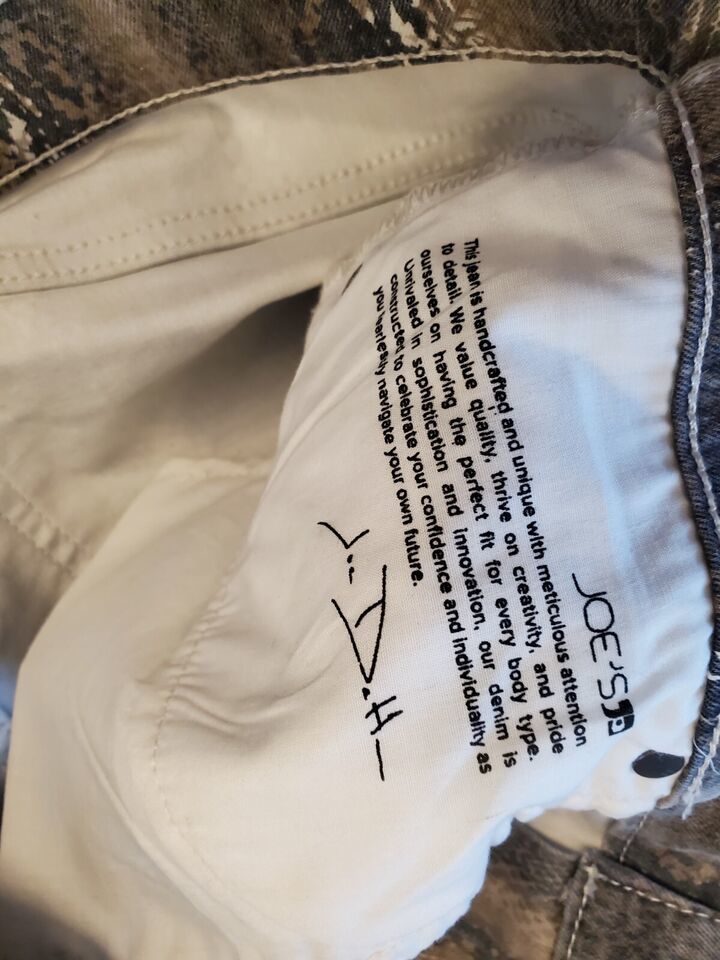 JOE'S
This jean is handcrafted and unique with meticulous attention
to detail. We value quality, thrive on creativity, and pride
ourselves on having the perfect fit for every body type.
Unrivaled in sophistication and innovation, our denim is
constructed to celebrate your confidence and individuality as
you fearlessly navigate your own future.